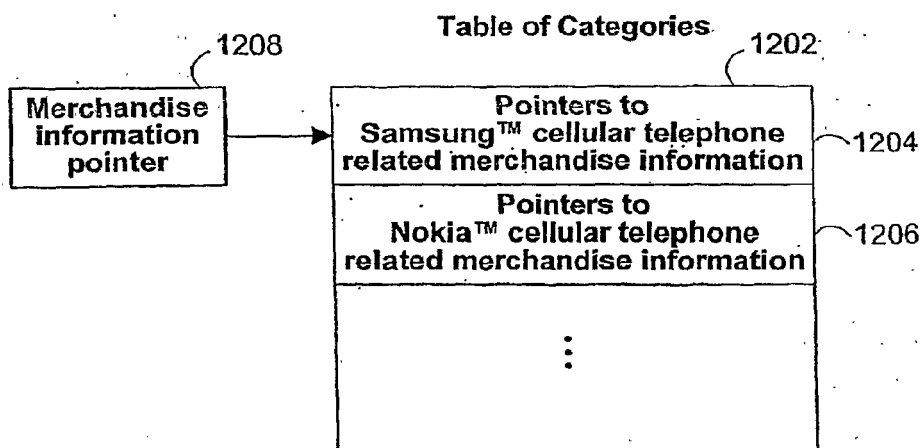 Table of Categories
1208
1202
Merchandise
information
pointer
Pointers to
Samsung™ cellular telephone
related merchandise information
1204
Pointers to
Nokia™ cellular telephone
related merchandise information
1206